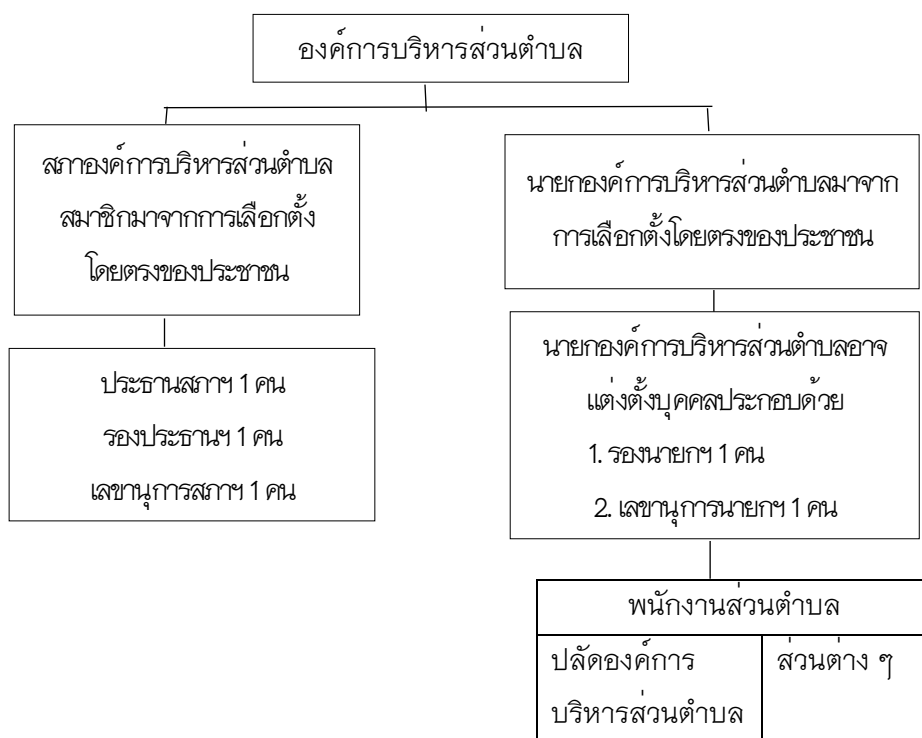 องค์การบริหารส่วนตำบล
สภาองค์การบริหารส่วนตำบล
สมาชิกมาจากการเลือกตั้ง
โดยตรงของประชาชน
นายกองค์การบริหารส่วนตำบลมาจาก
การเลือกตั้งโดยตรงของประชาชน
ประธานสภาฯ 1 คน
รองประธานฯ 1 คน
เลขานุการสภาฯ 1 คน
นายกองค์การบริหารส่วนตำบลอาจ
แต่งตั้งบุคคลประกอบด้วย
1. รองนายกฯ 1 คน
2. เลขานุการนายกฯ 1 คน
พนักงานส่วนตำบล
ปลัดองค์การ
บริหารส่วนตำบล
ส่วนต่าง ๆ